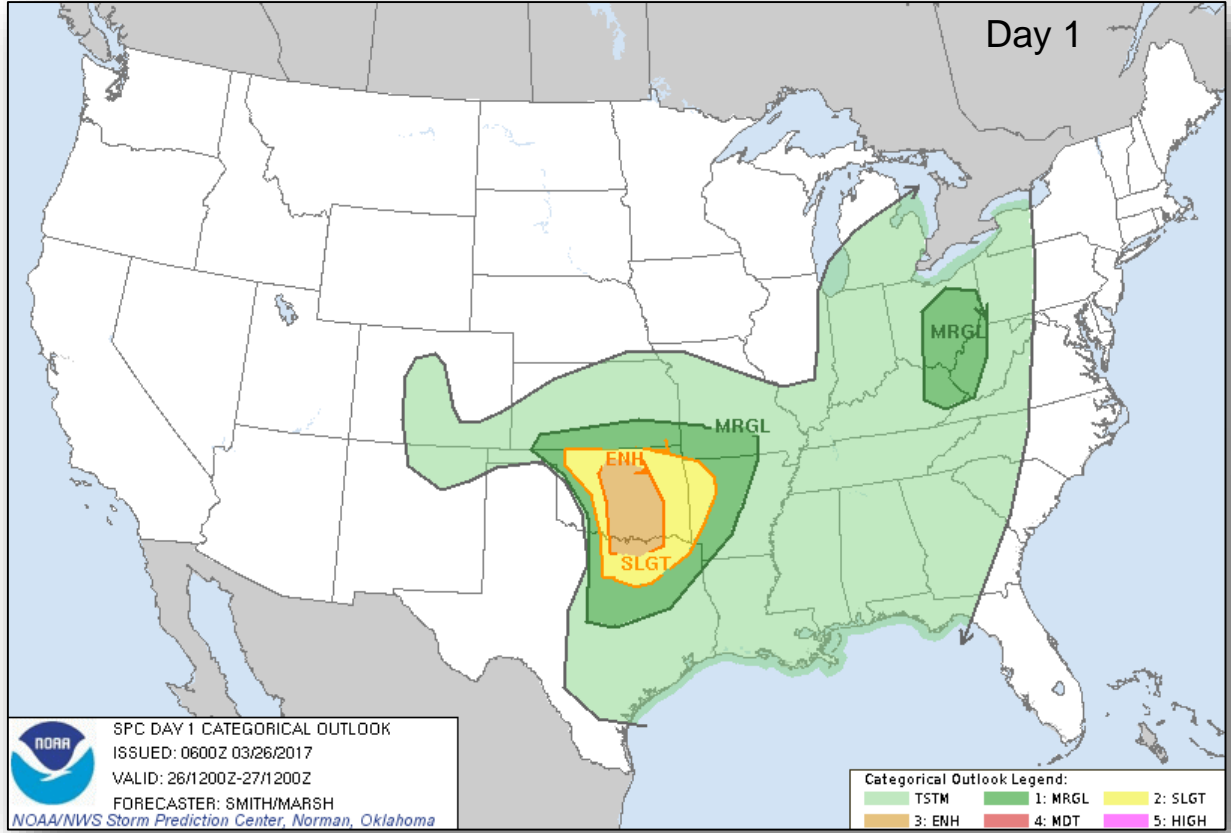 Day 1
MRGL
MRGL
ENH
SLGT
NOAA
SPC DAY 1 CATEGORICAL OUTLOOK
ISSUED: 0600Z 03/26/2017
VALID: 26/1200Z-27/1200Z
FORECASTER: SMITH/MARSH
NOAA/NWS Storm Prediction Center, Norman, Oklahoma
Categorical Outlook Legend:
TSTM 1: MRGL 2: SLGT
3: ENH 4: MDT 5: HIGH